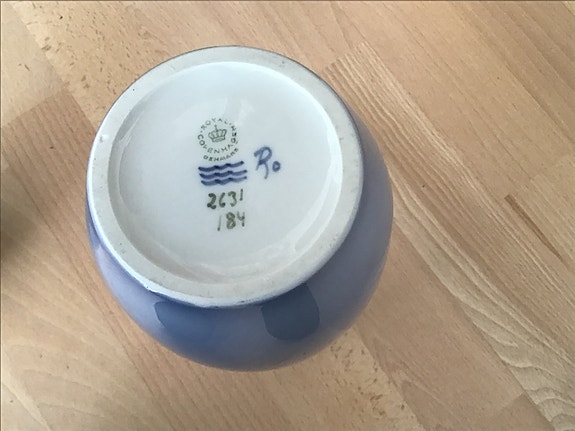 ROYAL COPENHAGEN
DENMARK
Ro
2631
184